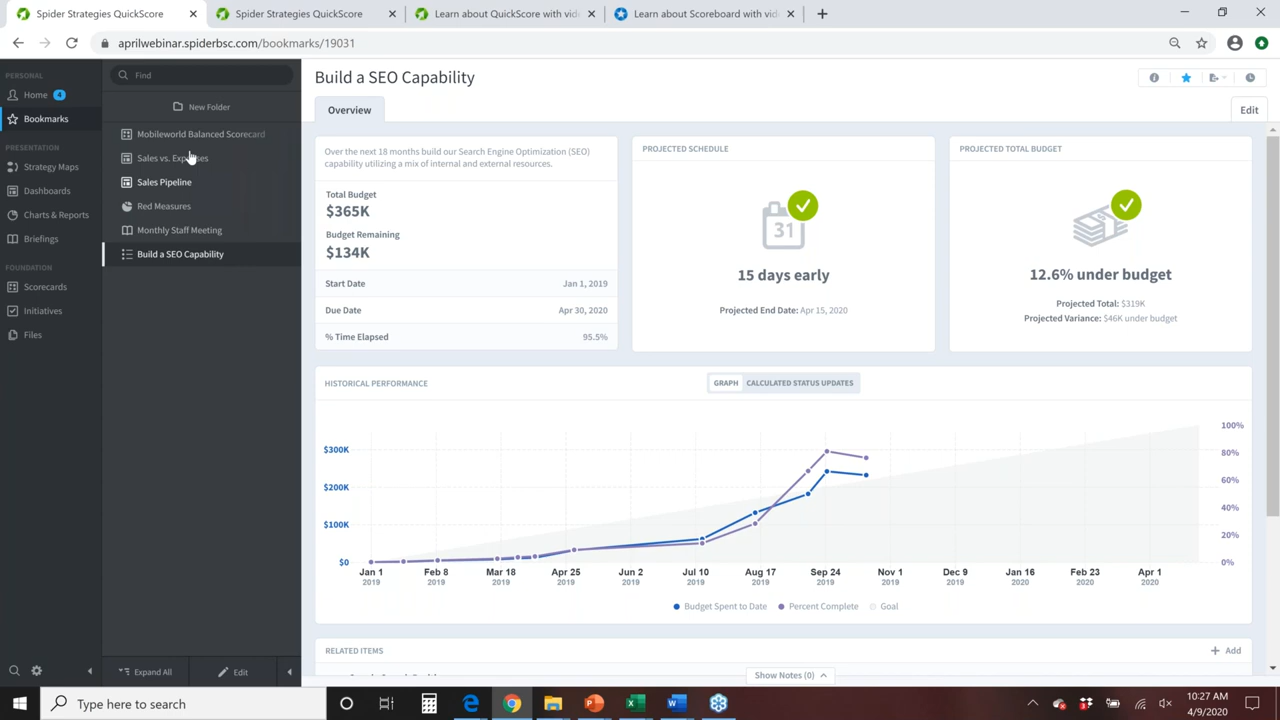 Spider Strategies QuickScore
Spider Strategies QuickScore
Learn about QuickScore with vid
Learn about Scoreboard with vid
aprilwebinar.spiderbsc.com/bookmarks/19031
PERSONAL
Home 4
Bookmarks
PRESENTATION
Strategy Maps
Dashboards
Charts & Reports
Briefings
FOUNDATION
Scorecards
Initiatives
Files
Find
New Folder
Mobileworld Balanced Scorecard
Sales vs. Expenses
Sales Pipeline
Red Measures
Monthly Staff Meeting
Build a SEO Capability
Expand All
Edit
Build a SEO Capability
Overview
Edit
Over the next 18 months build our Search Engine Optimization (SEO)
capability utilizing a mix of internal and external resources.
Total Budget
$365K
Budget Remaining
$134K
Start Date Jan 1, 2019
Due Date Apr 30, 2020
% Time Elapsed 95.5%
PROJECTED SCHEDULE
31
15 days early
Projected End Date: Apr 15, 2020
PROJECTED TOTAL BUDGET
12.6% under budget
Projected Total: $319K
Projected Variance: $46K under budget
HISTORICAL PERFORMANCE
GRAPH CALCULATED STATUS UPDATES
100%
$300K 80%
60%
$200K
40%
$100K
20%
$0 0%
Jan 1 Feb 8 Mar 18 Apr 25 Jun 2 Jul 10 Aug 17 Sep 24 Nov 1 Dec 9 Jan 16 Feb 23 Apr 1
2019 2019 2019 2019 2019 2019 2019 2019 2019 2019 2020 2020 2020
Budget Spent to Date Percent Complete Goal
RELATED ITEMS
Add
Show Notes (0)
Type here to search
10:27 AM
4/9/2020